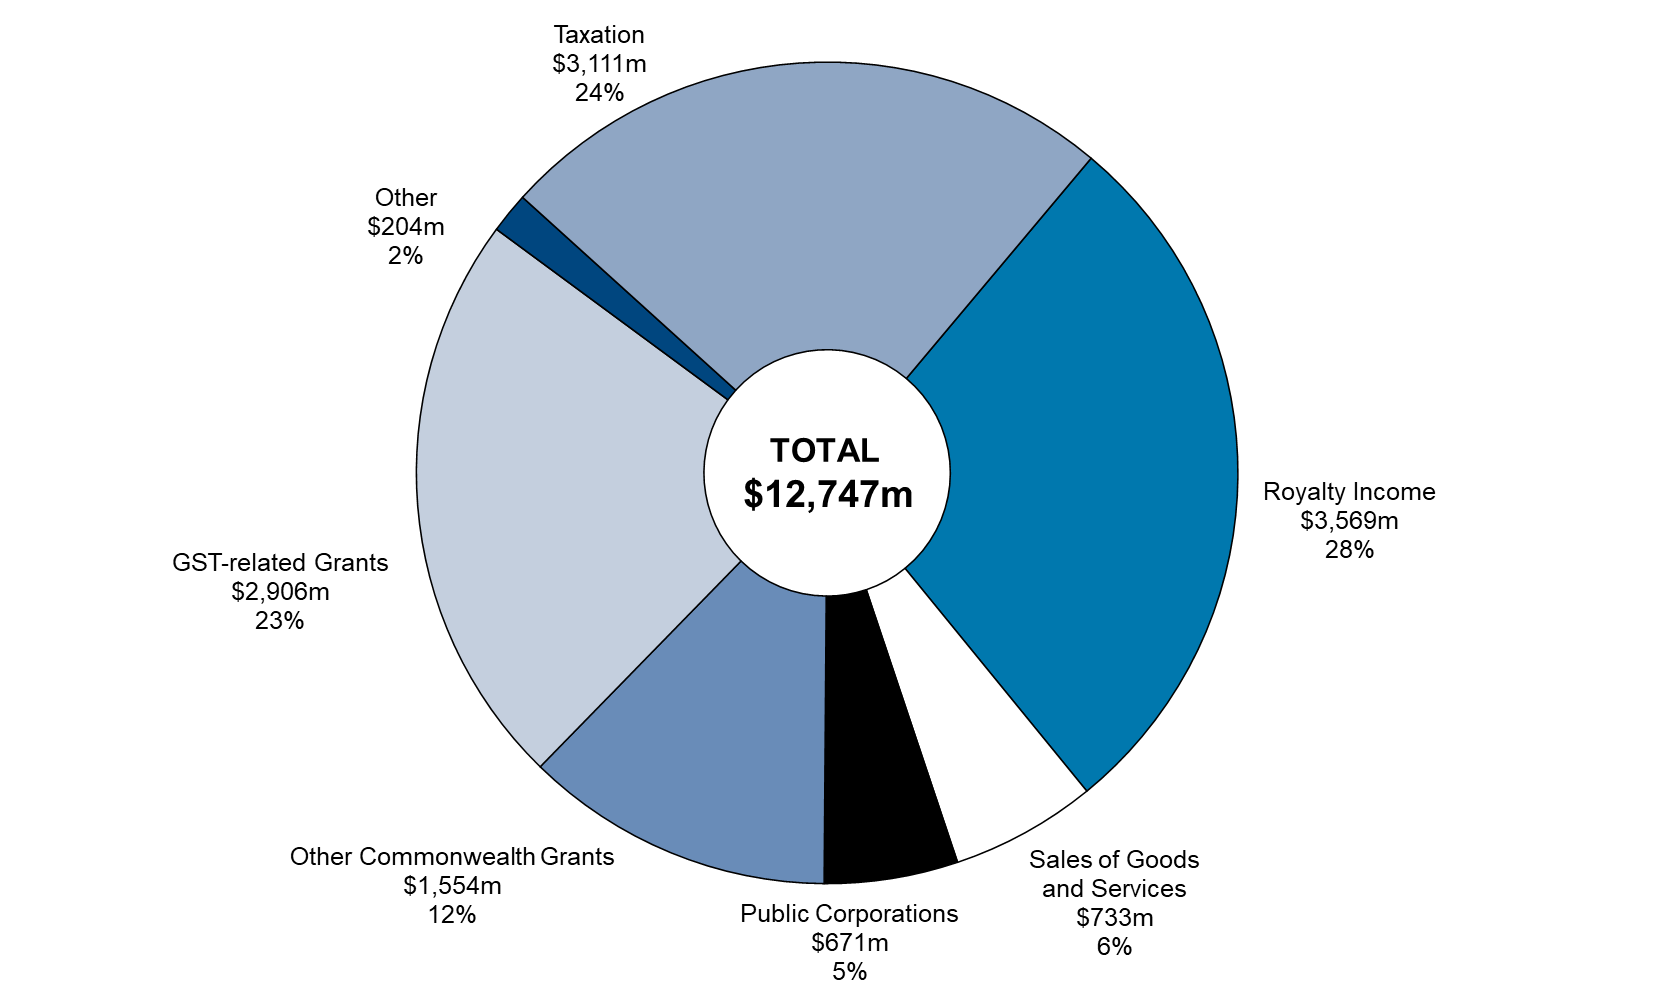 Taxation
$3,111m
24%
Other
$204m
2%
TOTAL
$12,747m
Royalty Income
$3,569m
28%
GST-related Grants
$2,906m
23%
Other Commonwealth Grants
$1,554m
12%
Public Corporations
$671m
5%
Sales of Goods
and Services
$733m
6%